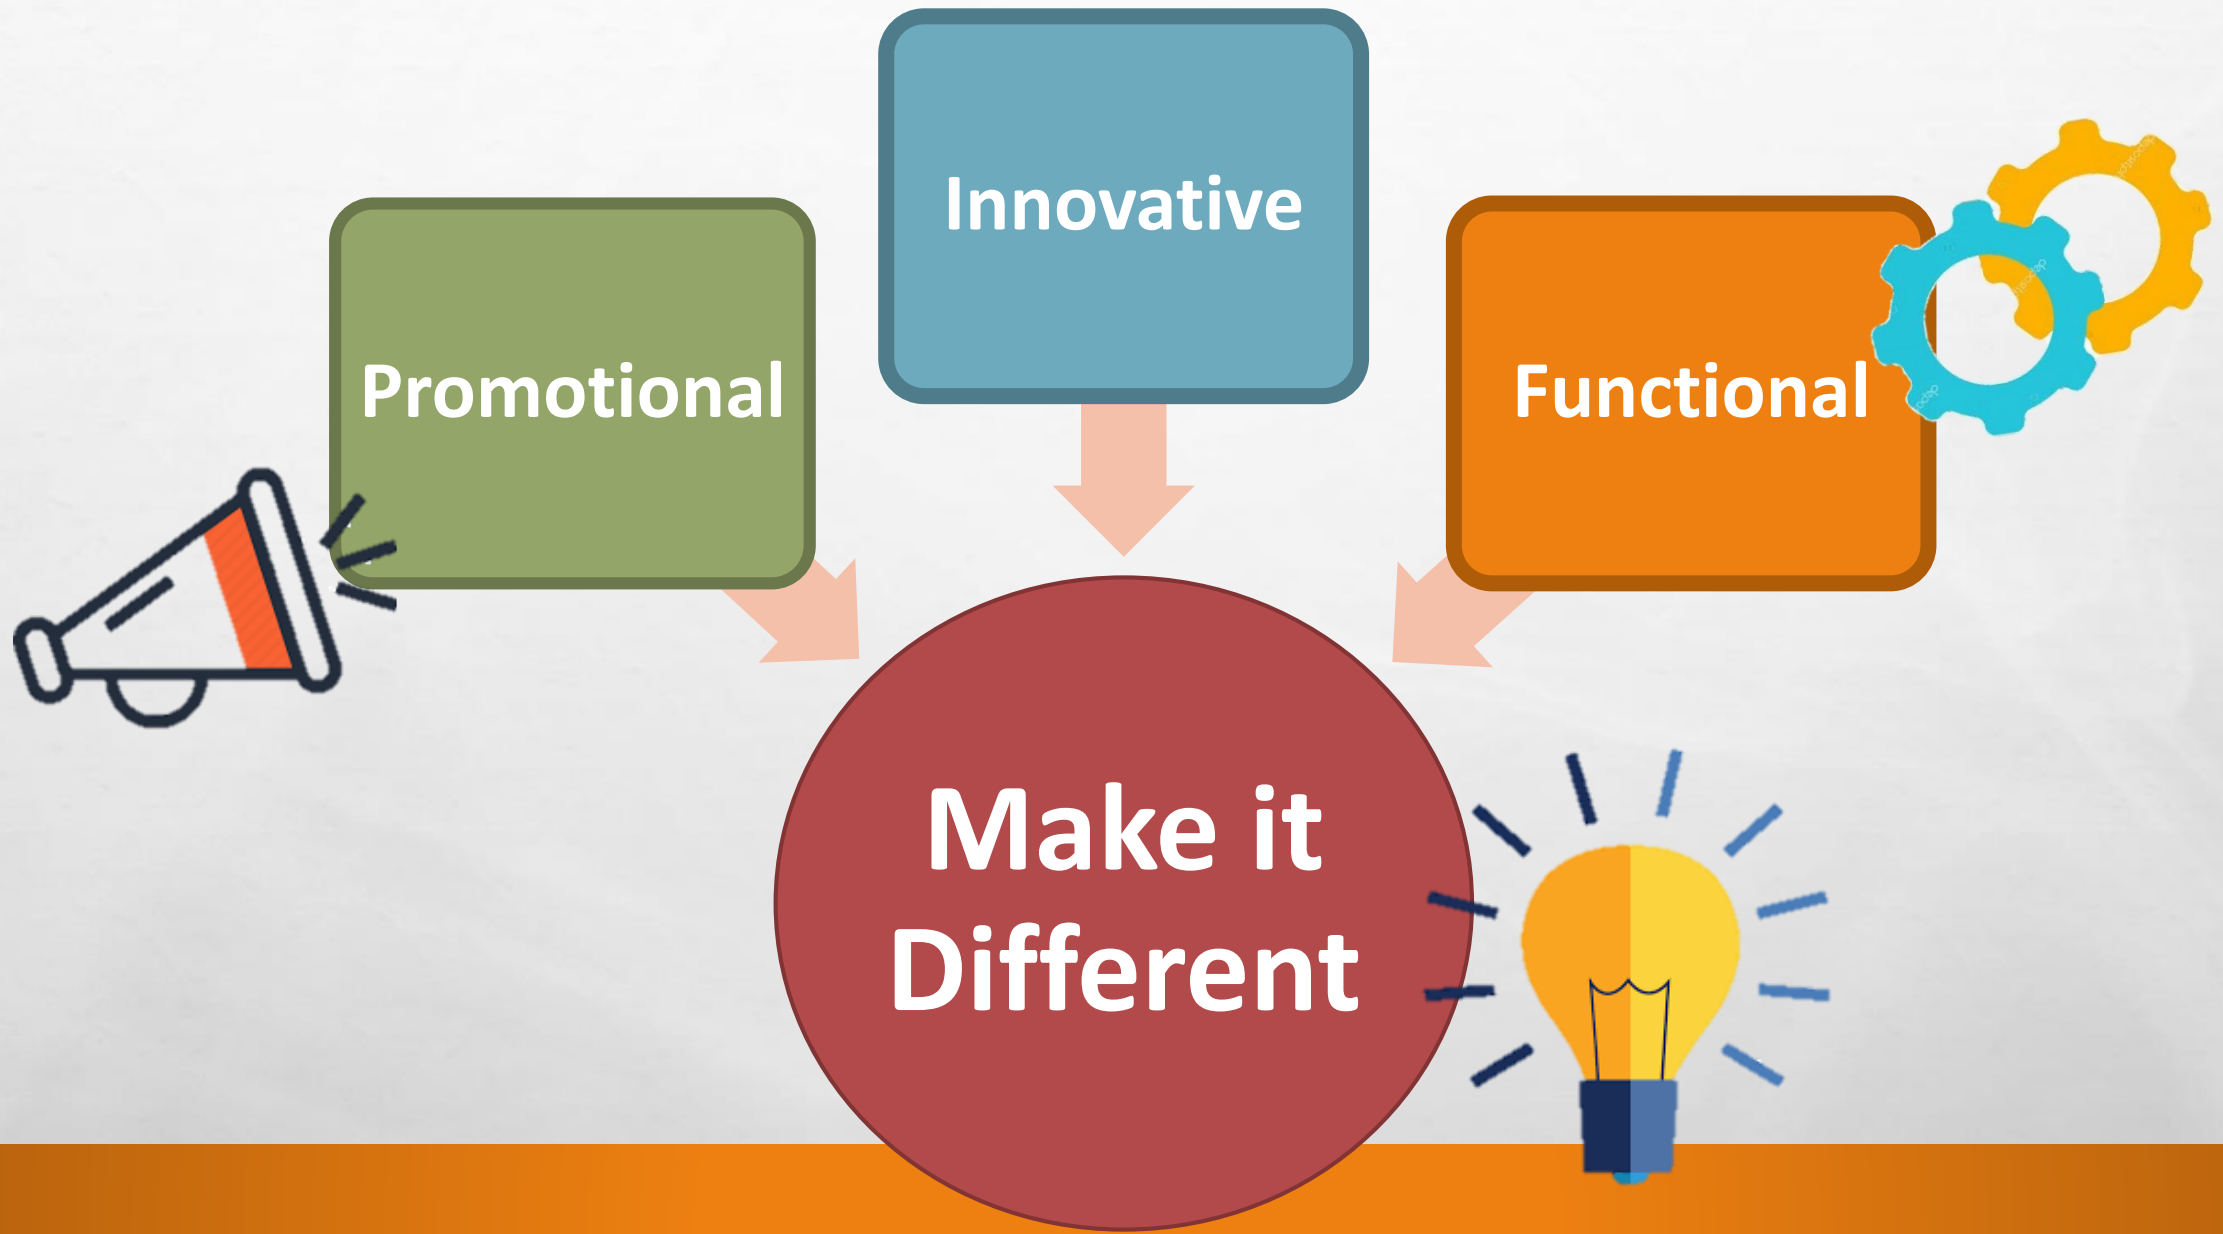 Innovative
Promotional
Functional
Make it
Different